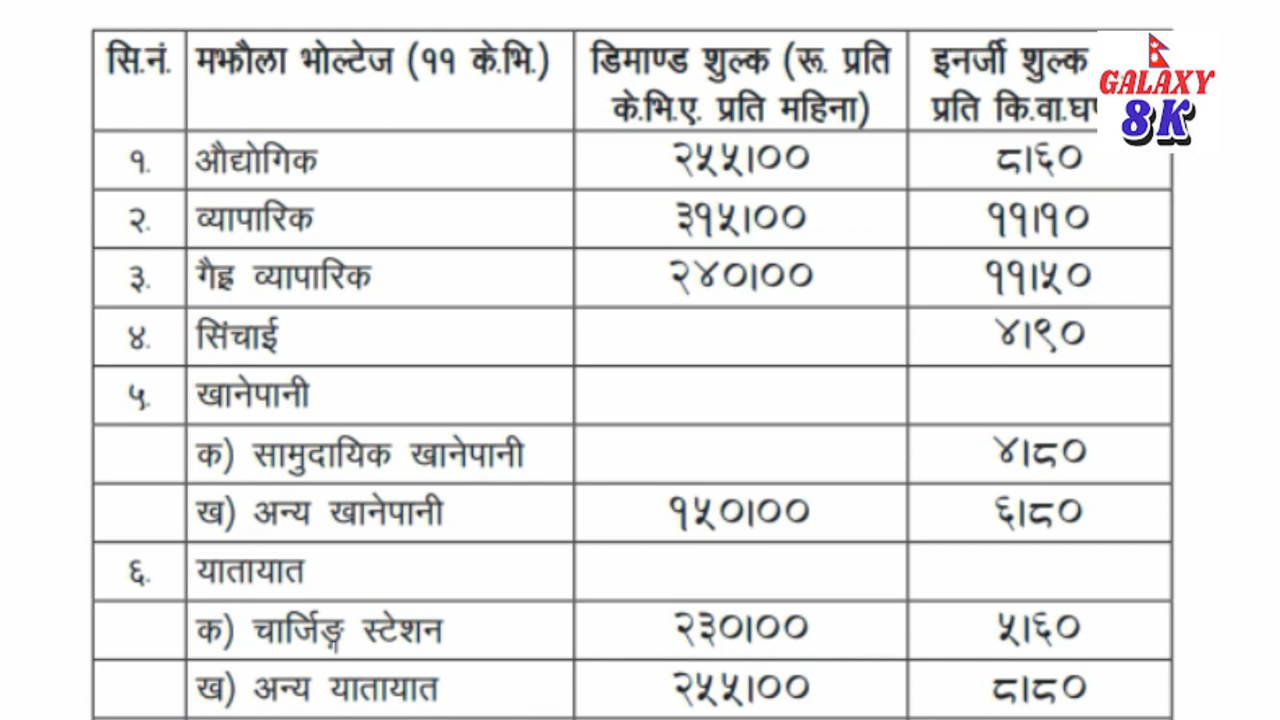 सि.नं. मझौला भोल्टेज (११ के.भि.) डिमाण्ड शुल्क (रू. प्रति के.भि.ए. प्रति महिना) इनर्जी शुल्क प्रति कि.वा.घण
GALAXY
8K
१. औद्योगिक २५५।०० ८।६०
२. व्यापारिक ३१५।०० ११।१०
३. गैह्र व्यापारिक २४०।०० ११।५०
४. सिंचाई ४।९०
५. खानेपानी
क) सामुदायिक खानेपानी ४।८०
ख) अन्य खानेपानी १५०।०० ६।८०
६. यातायात
क) चार्जिङ्ग स्टेशन २३०।०० ५।६०
ख) अन्य यातायात २५५।०० ८।८०